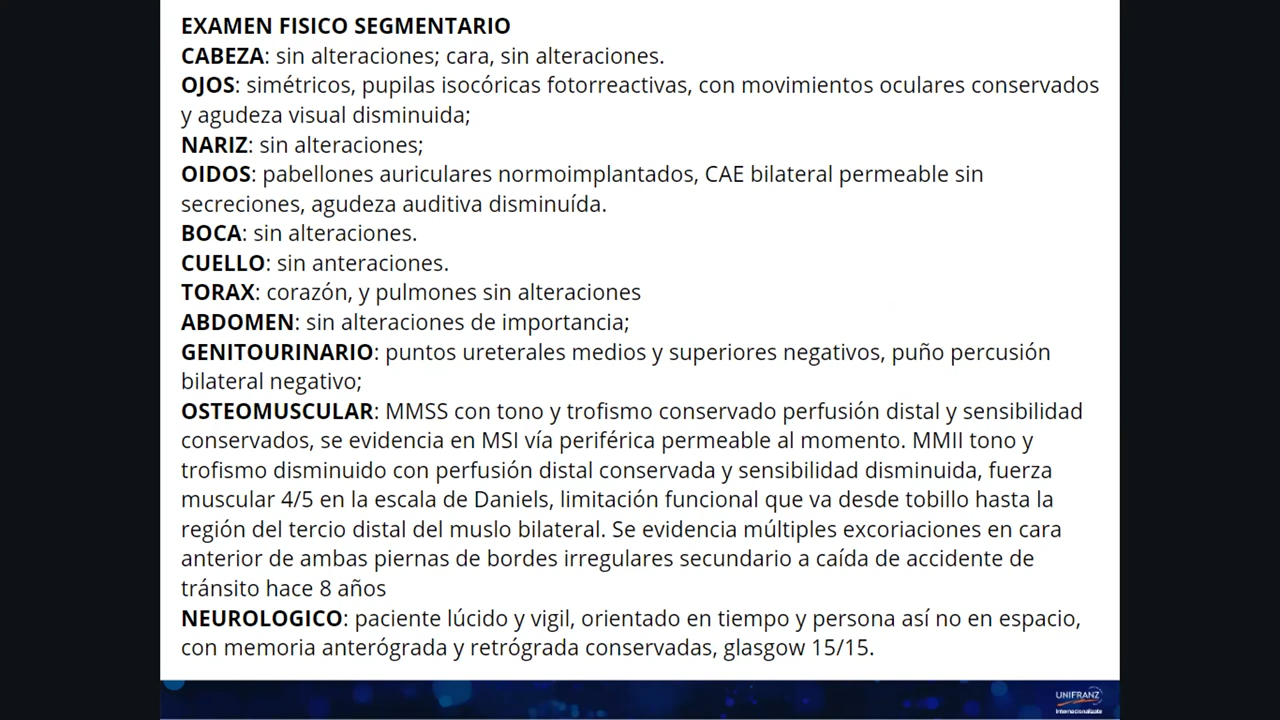 EXAMEN FISICO SEGMENTARIO
CABEZA: sin alteraciones; cara, sin alteraciones.
OJOS: simétricos, pupilas isocóricas fotorreactivas, con movimientos oculares conservados
y agudeza visual disminuida;
NARIZ: sin alteraciones;
OIDOS: pabellones auriculares normoimplantados, CAE bilateral permeable sin
secreciones, agudeza auditiva disminuída.
BOCA: sin alteraciones.
CUELLO: sin anteraciones.
TORAX: corazón, y pulmones sin alteraciones
ABDOMEN: sin alteraciones de importancia;
GENITOURINARIO: puntos ureterales medios y superiores negativos, puño percusión
bilateral negativo;
OSTEOMUSCULAR: MMSS con tono y trofismo conservado perfusión distal y sensibilidad
conservados, se evidencia en MSI vía periférica permeable al momento. MMII tono y
trofismo disminuido con perfusión distal conservada y sensibilidad disminuida, fuerza
muscular 4/5 en la escala de Daniels, limitación funcional que va desde tobillo hasta la
región del tercio distal del muslo bilateral. Se evidencia múltiples excoriaciones en cara
anterior de ambas piernas de bordes irregulares secundario a caída de accidente de
tránsito hace 8 años
NEUROLOGICO: paciente lúcido y vigil, orientado en tiempo y persona así no en espacio,
con memoria anterógrada y retrógrada conservadas, glasgow 15/15.
UNIFRANZ
Internacionalízate